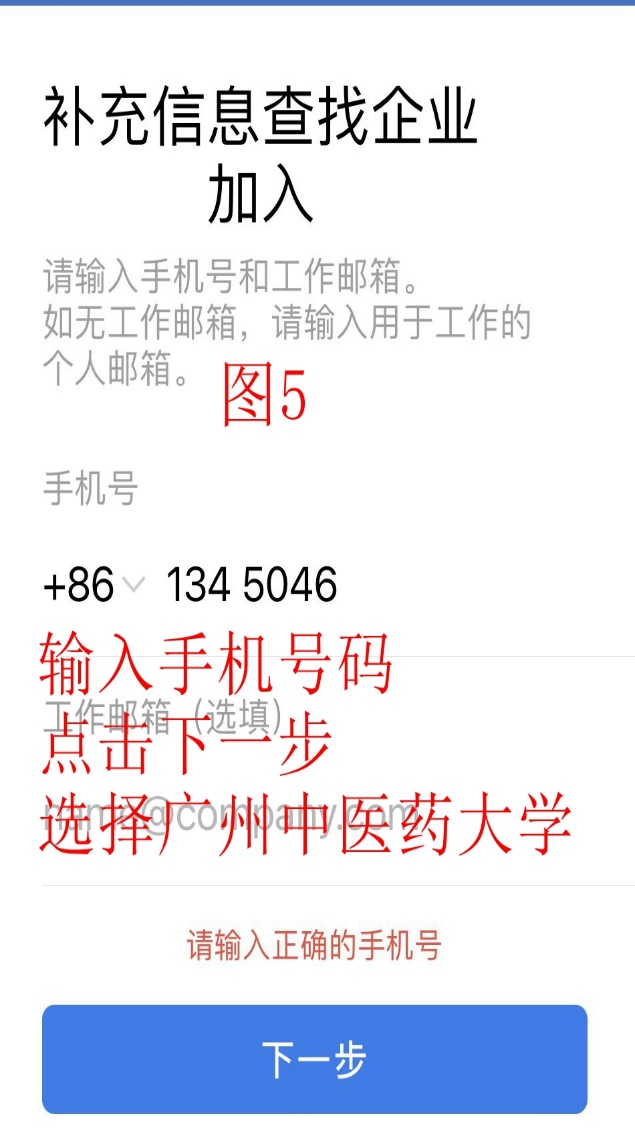 补充信息查找企业
加入
请输入手机号和工作邮箱。
如无工作邮箱，请输入用于工作的
个人邮箱。
图5
手机号
+86 134 5046
输入手机号码
工作邮箱（选填）
点击下一步
name@company.com
选择广州中医药大学
请输入正确的手机号
下一步